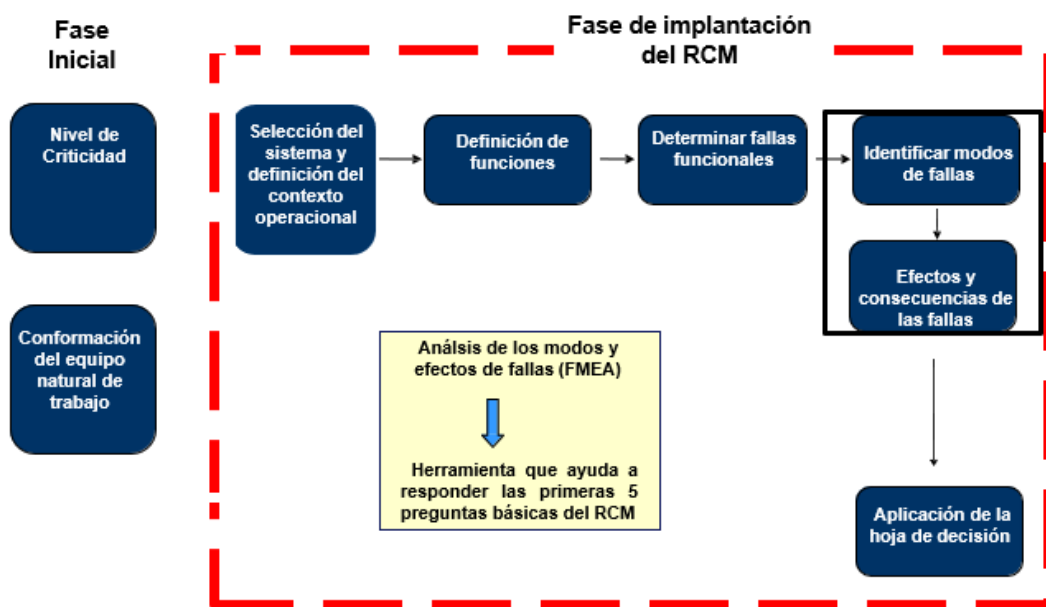 Fase
Inicial
Fase de implantación
del RCM
Nivel de
Criticidad
Selección del
sistema y
definición del
contexto
operacional
Definición de
funciones
Determinar fallas
funcionales
Identificar modos
de fallas
Efectos y
consecuencias de
las fallas
Conformación
del equipo
natural de
trabajo
Análsis de los modos y
efectos de fallas (FMEA)
Herramienta que ayuda a
responder las primeras 5
preguntas básicas del RCM
Aplicación de la
hoja de decisión